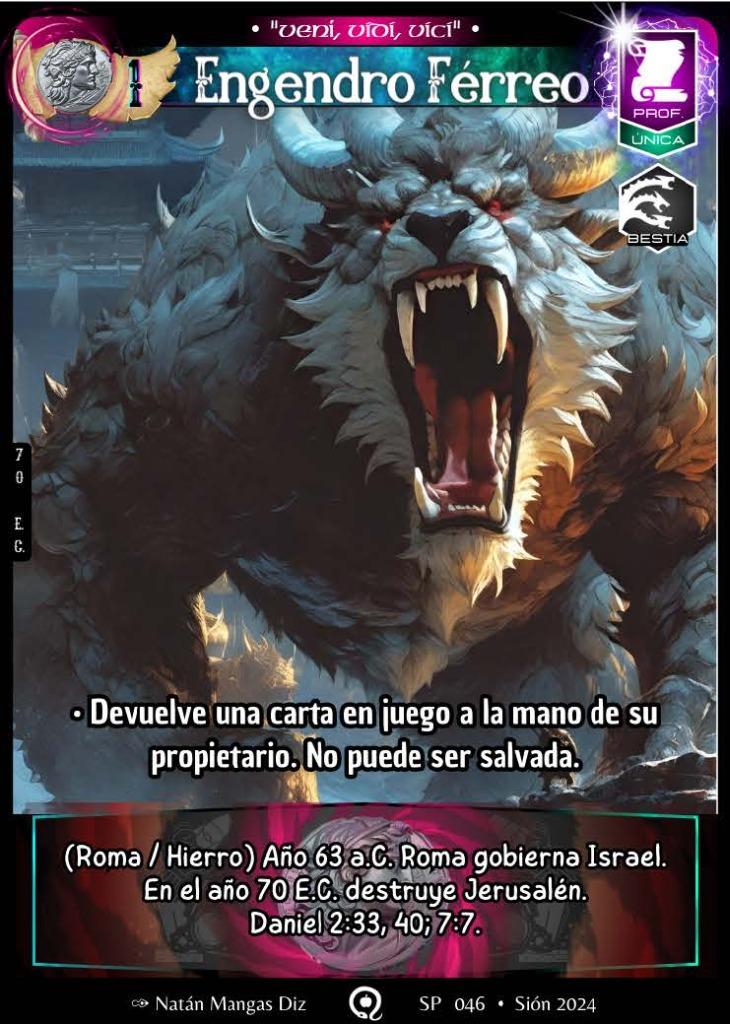 • "veni, vidi, vici" •
1
Engendro Férreo
PROF.
ÚNICA
BESTIA
70 E.C.
• Devuelve una carta en juego a la mano de su
propietario. No puede ser salvada.
(Roma / Hierro) Año 63 a.C. Roma gobierna Israel.
En el año 70 E.C. destruye Jerusalén.
Daniel 2:33, 40; 7:7.
Natán Mangas Diz
SP 046 • Sión 2024